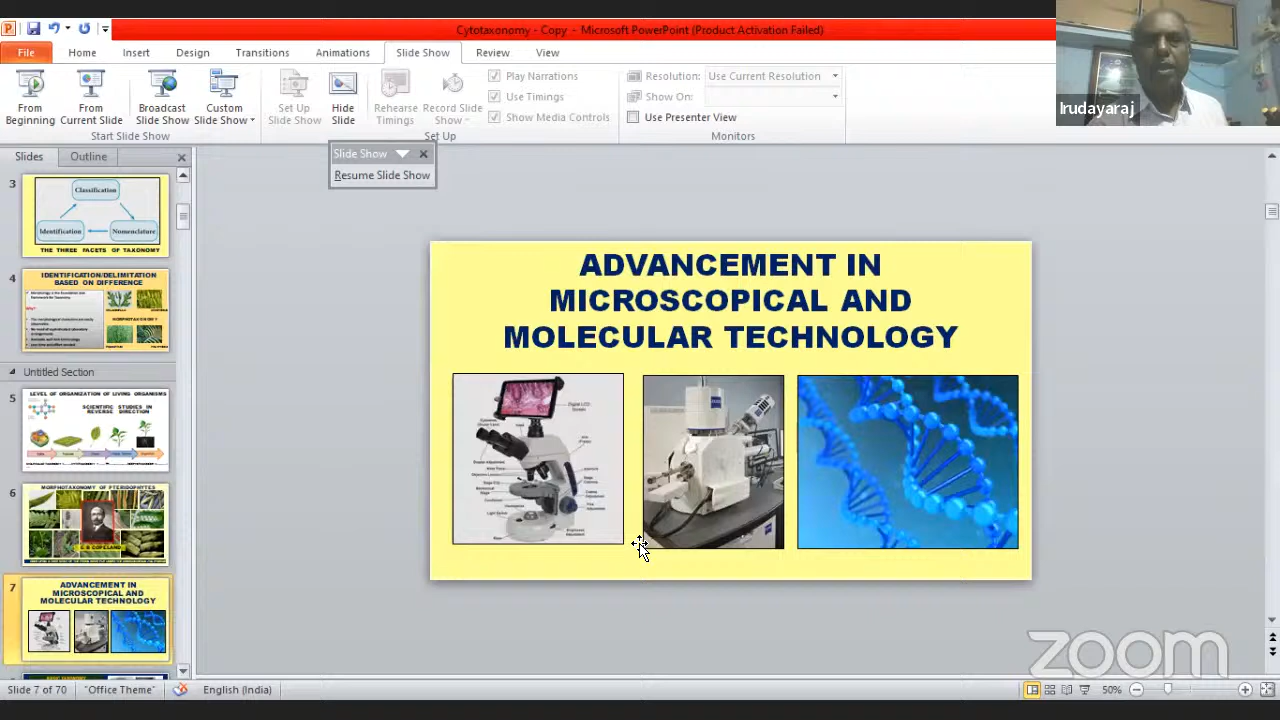 Cytotaxonomy - Copy - Microsoft PowerPoint (Product Activation Failed)
File Home Insert Design Transitions Animations Slide Show Review View
From Beginning
From Current Slide
Broadcast Slide Show
Custom Slide Show
Set Up Slide Show
Hide Slide
Rehearse Timings
Record Slide Show
Play Narrations
Use Timings
Show Media Controls
Resolution: Use Current Resolution
Show On:
Use Presenter View
Start Slide Show
Set Up
Monitors
Irudayaraj
Slide Show
Resume Slide Show
Slides Outline
3
Classification
Identification
Nomenclature
THE THREE FACETS OF TAXONOMY
4
IDENTIFICATION/DELIMITATION
BASED ON DIFFERENCE
Untitled Section
5
LEVEL OF ORGANIZATION OF LIVING ORGANISMS
SCIENTIFIC STUDIES IN
REVERSE DIRECTION
6
MORPHOTAXONOMY OF PTERIDOPHYTES
E B COPELAND
7
ADVANCEMENT IN
MICROSCOPICAL AND
MOLECULAR TECHNOLOGY
ADVANCEMENT IN
MICROSCOPICAL AND
MOLECULAR TECHNOLOGY
zoom
Slide 7 of 70
"Office Theme"
English (India)
50%